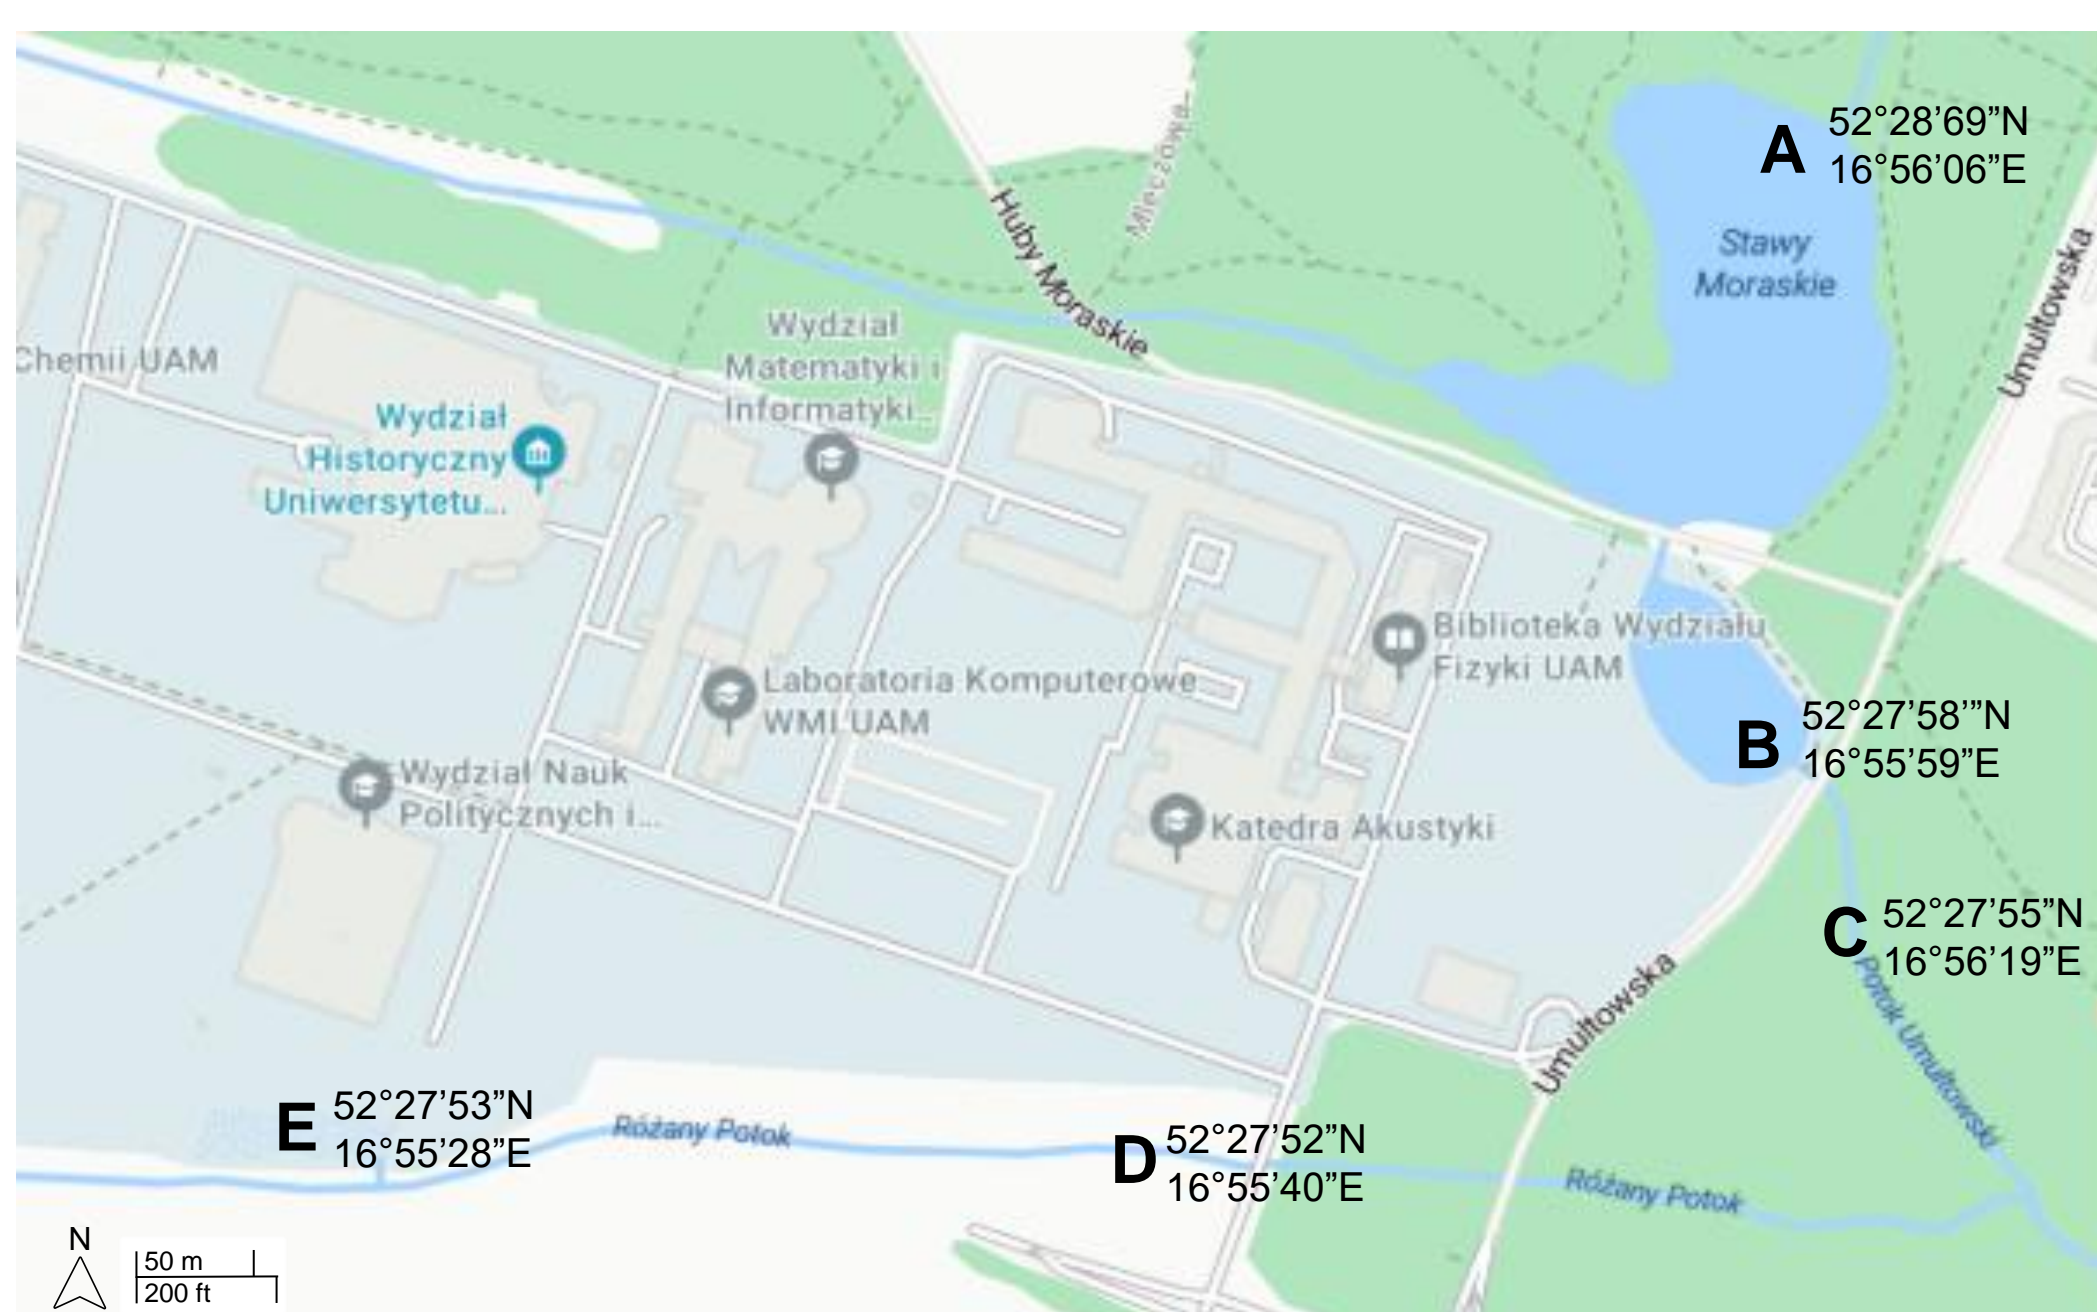 A
52°28’69”N
16°56’06”E
Mleczowa
Huby Moraskie
Stawy
Moraskie
Umultowska
Chemii UAM
Wydział
Matematyki i
Informatyki...
Wydział
Historyczny
Uniwersytetu...
Biblioteka Wydziału
Fizyki UAM
Laboratoria Komputerowe
WMI UAM
B
52°27’58’”N
16°55’59”E
Wydział Nauk
Politycznych i...
Katedra Akustyki
C
52°27’55”N
16°56’19”E
Umultowska
Potok Umultowski
E
52°27’53”N
16°55’28”E
Różany Potok
D
52°27’52”N
16°55’40”E
Różany Potok
N
50 m
200 ft